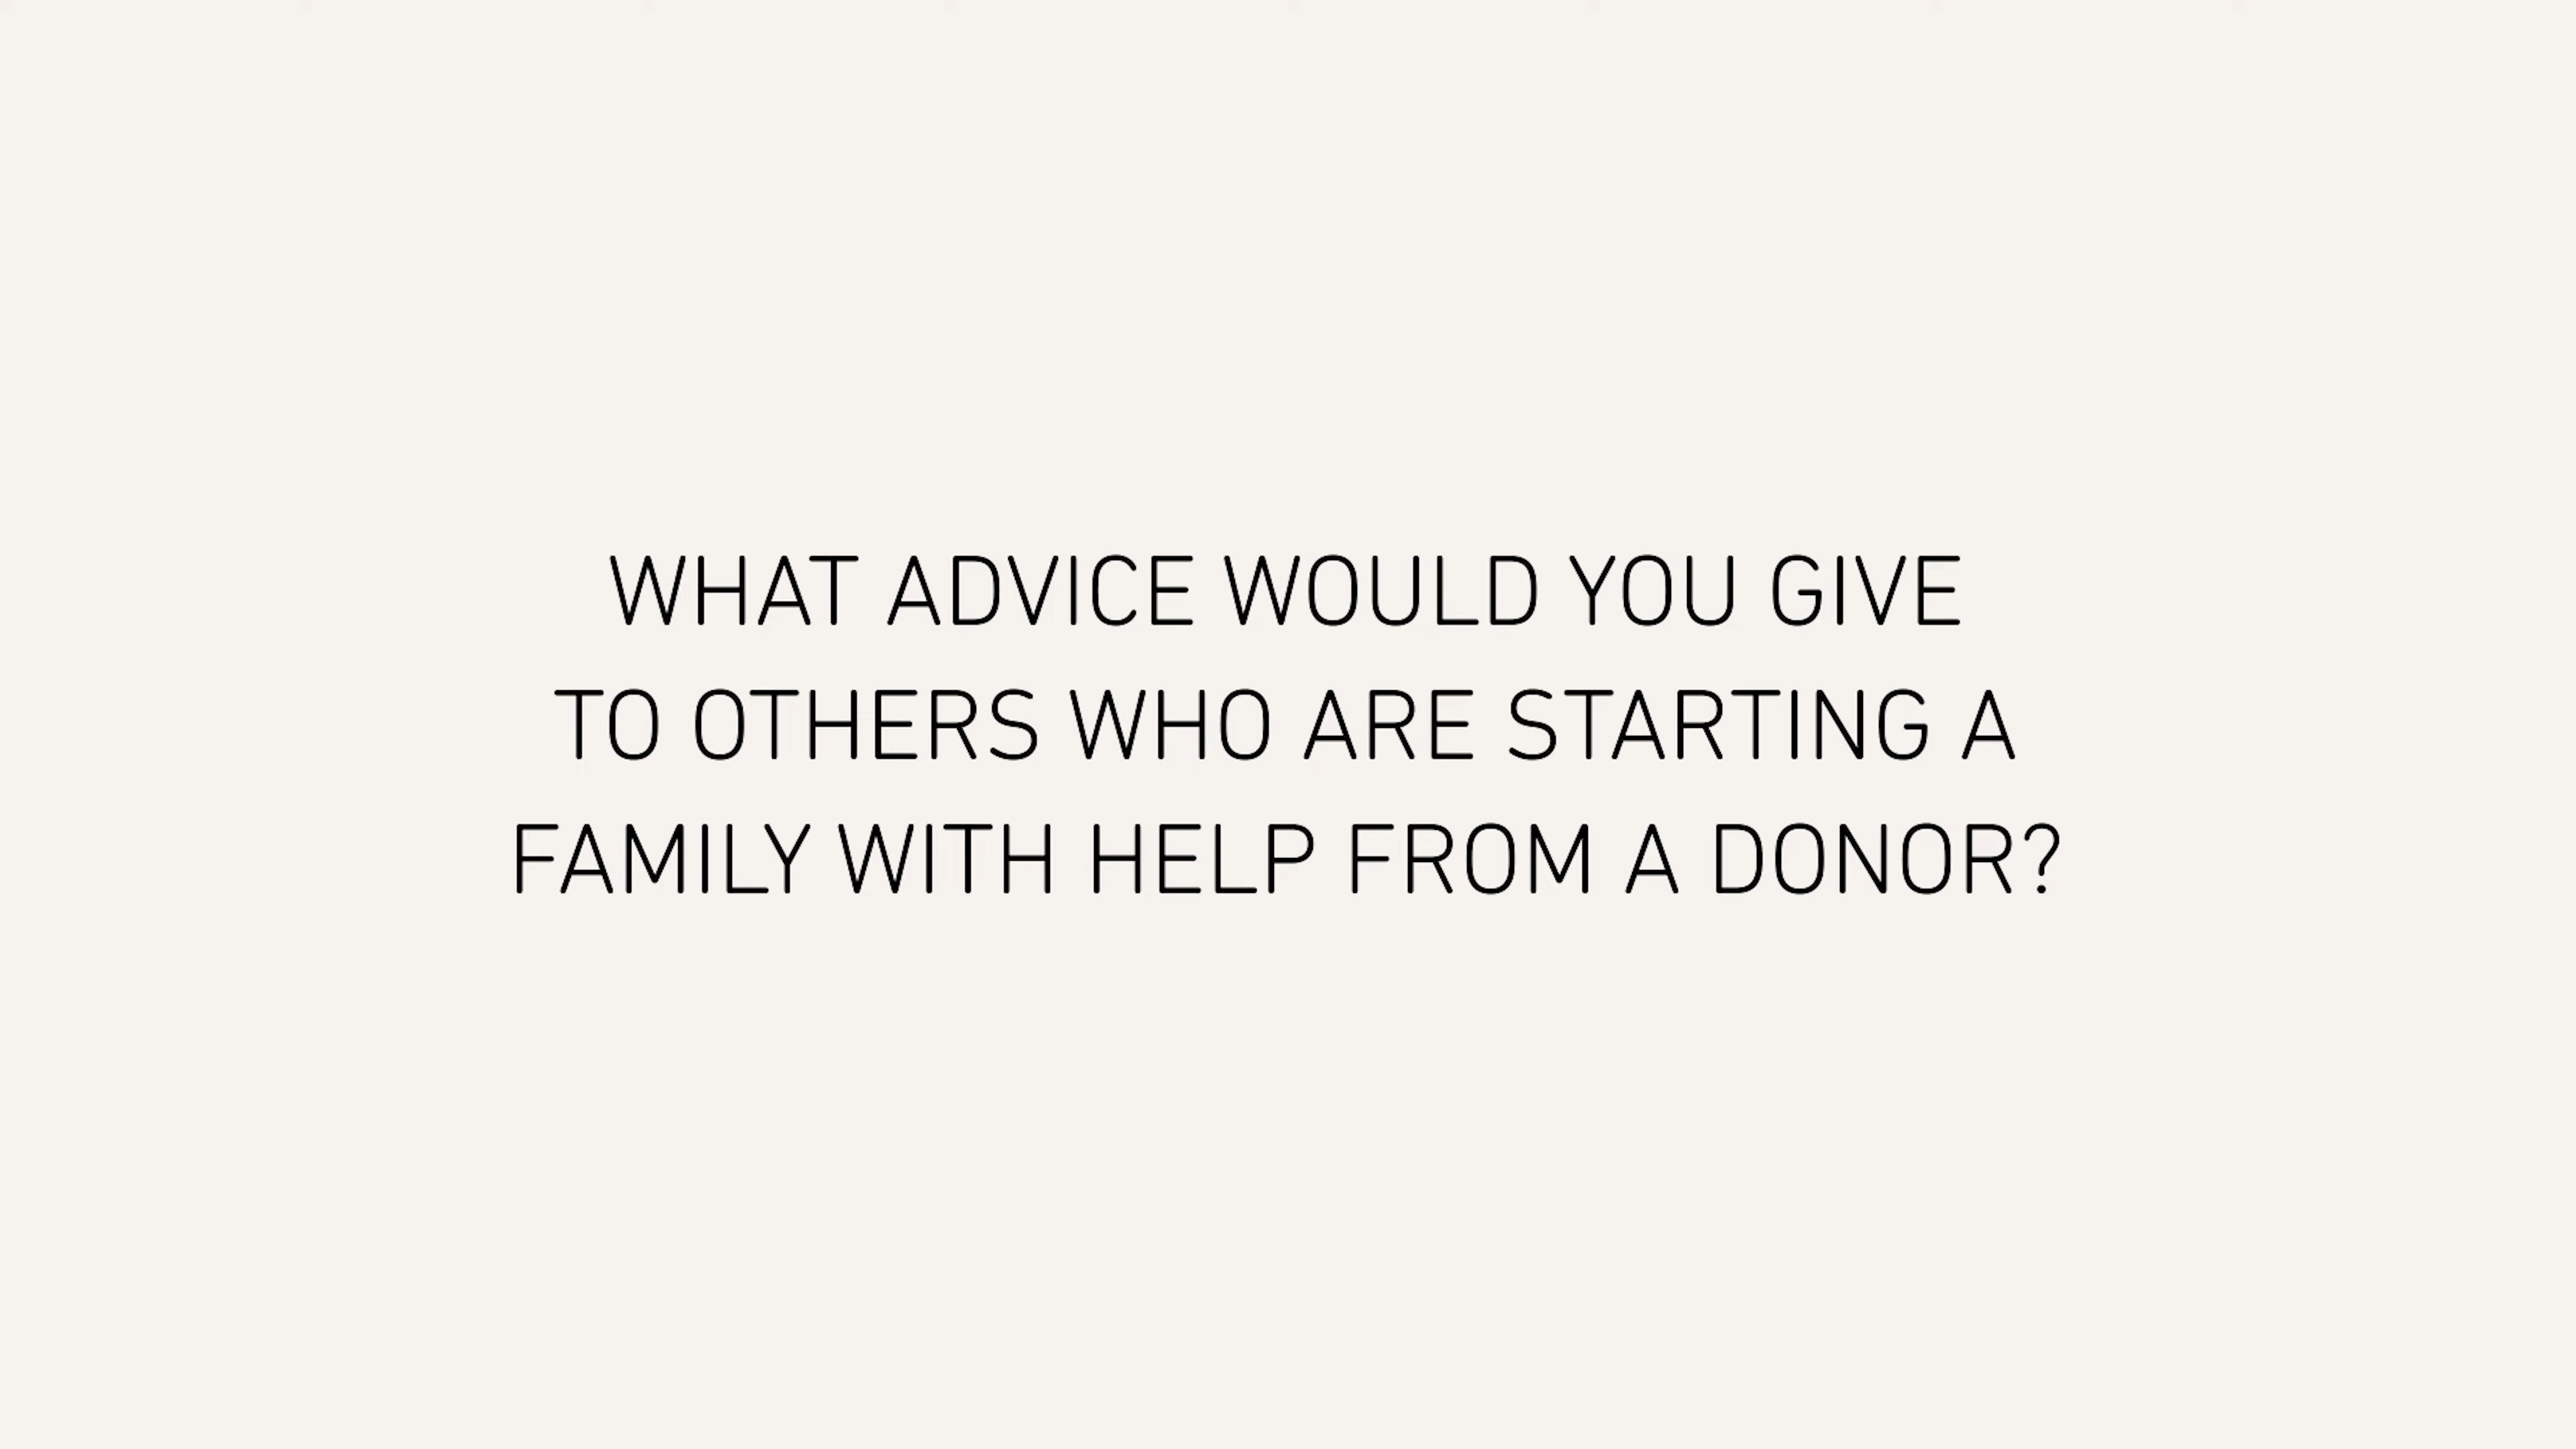 WHAT ADVICE WOULD YOU GIVE
TO OTHERS WHO ARE STARTING A
FAMILY WITH HELP FROM A DONOR?